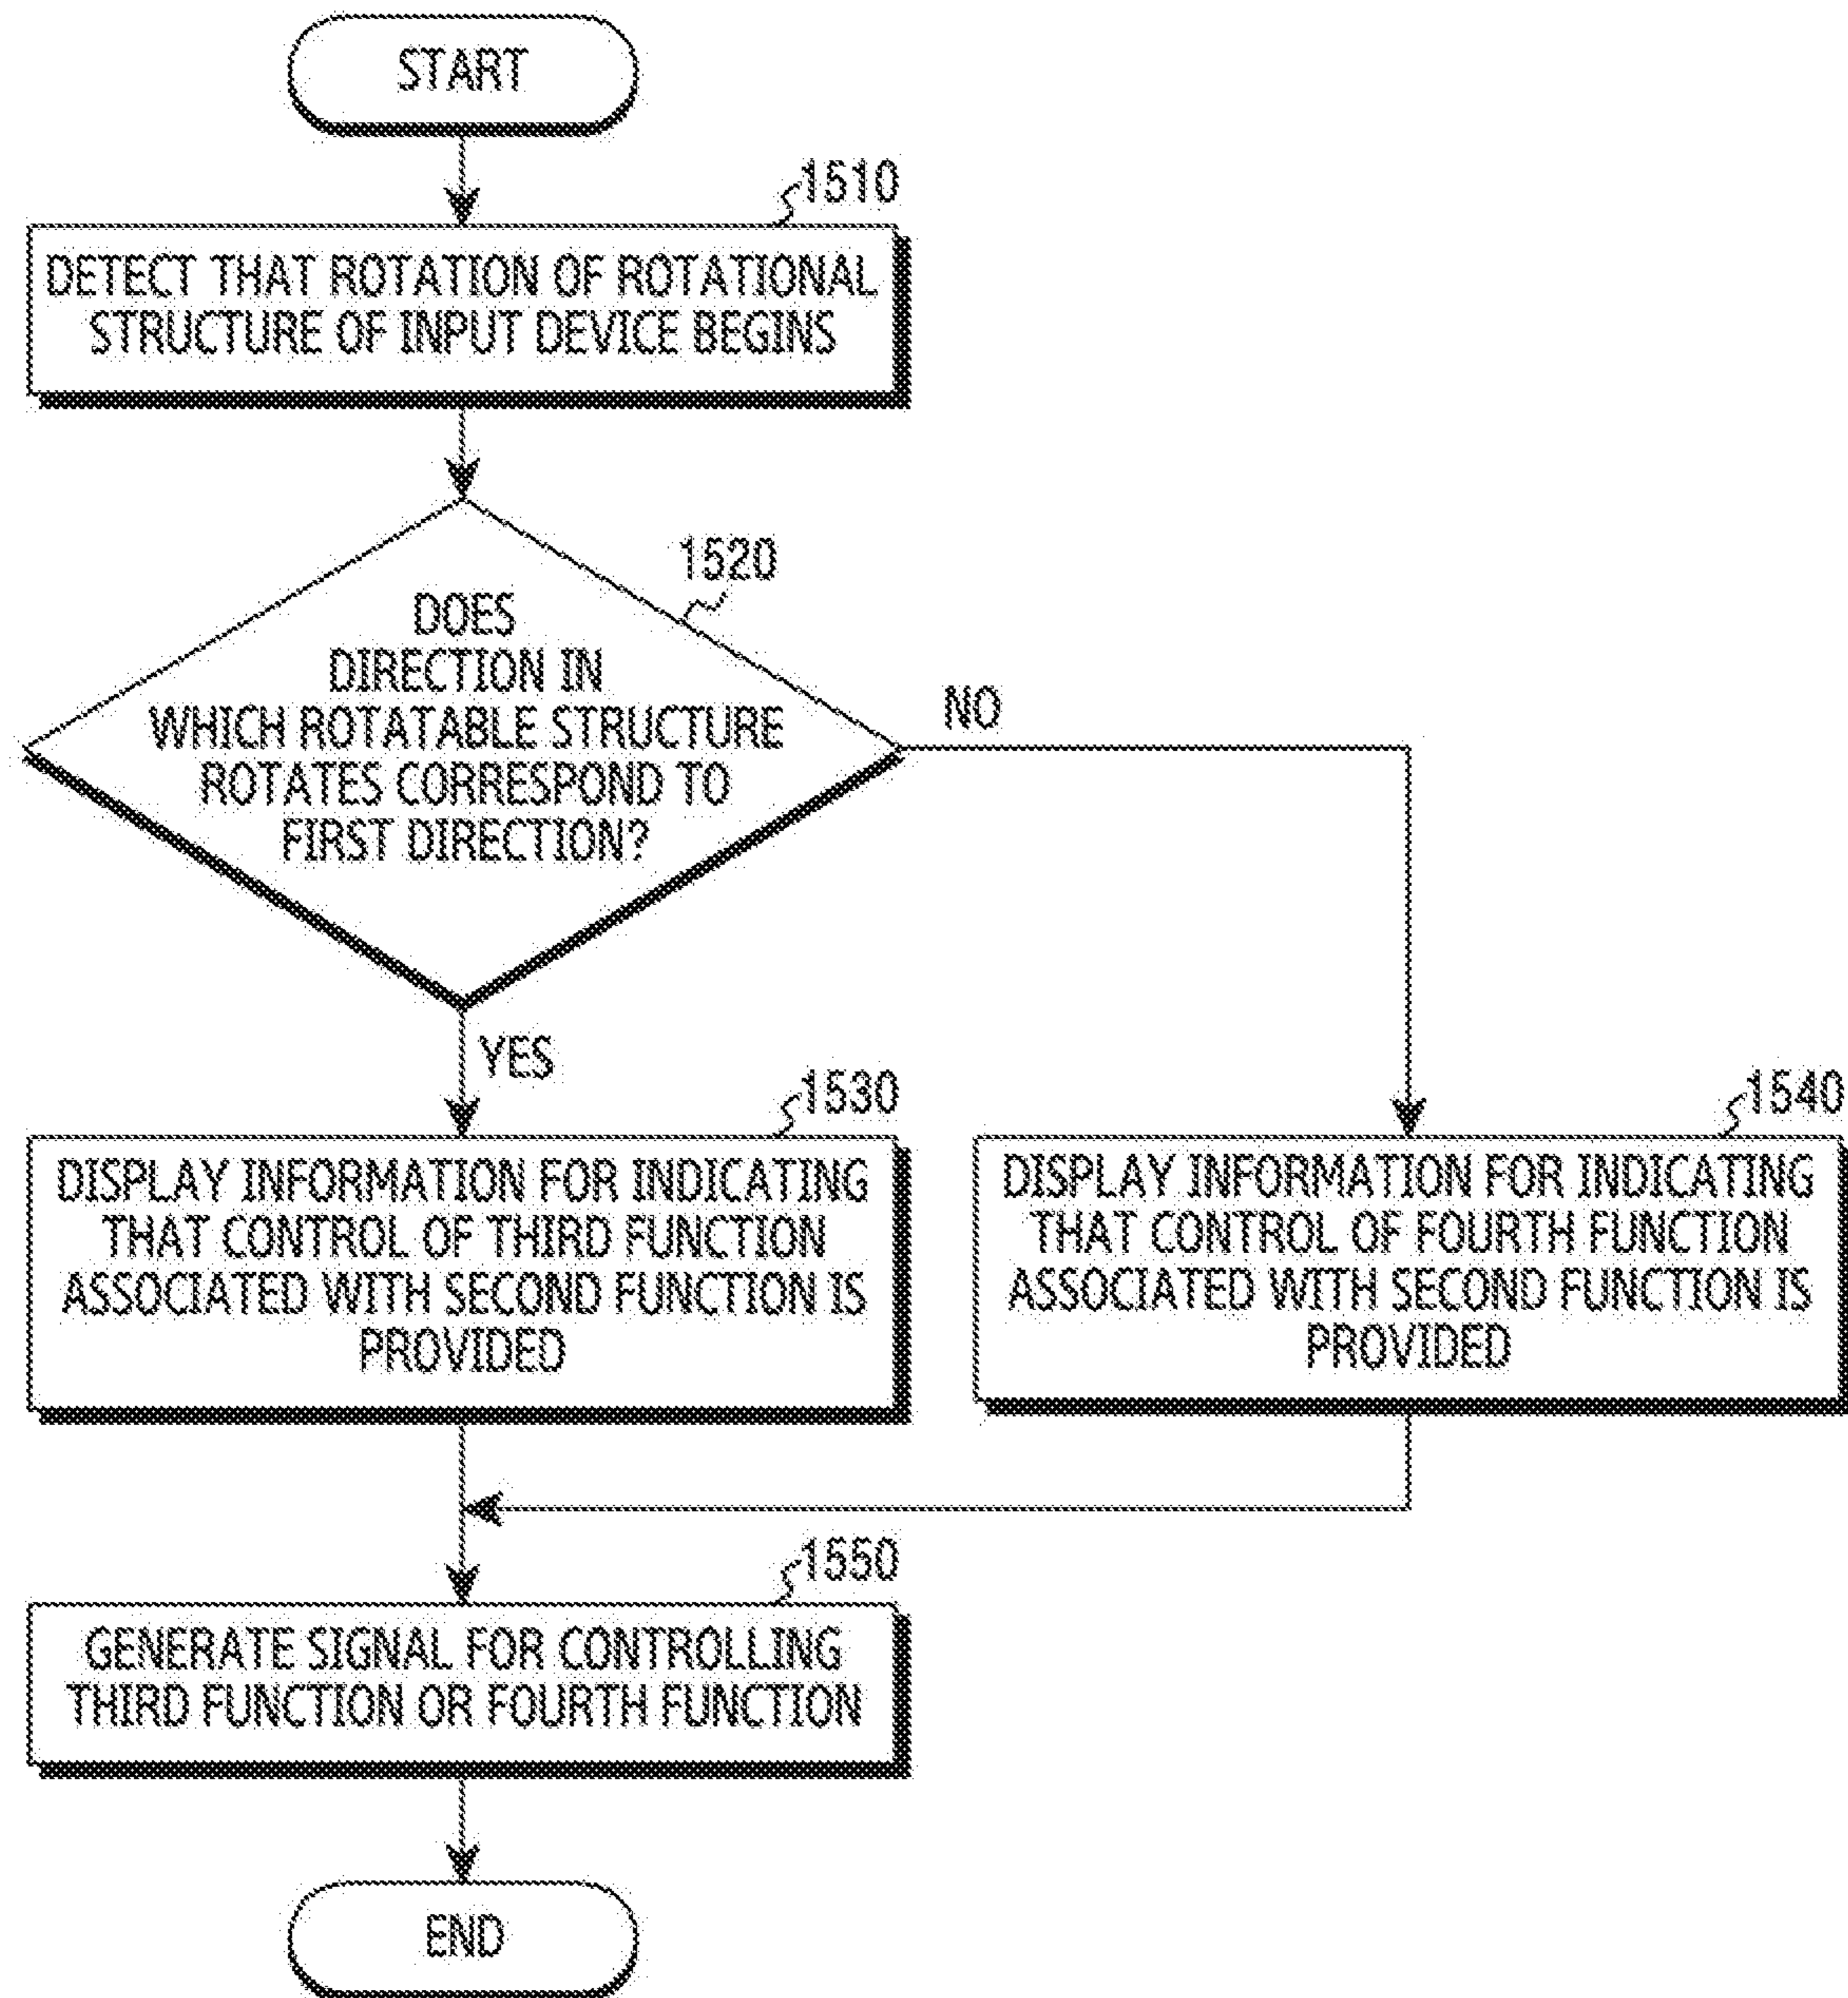 START
1510
DETECT THAT ROTATION OF ROTATIONAL
STRUCTURE OF INPUT DEVICE BEGINS
1520
DOES
DIRECTION IN
WHICH ROTATABLE STRUCTURE
ROTATES CORRESPOND TO
FIRST DIRECTION?
NO
YES
1530
DISPLAY INFORMATION FOR INDICATING
THAT CONTROL OF THIRD FUNCTION
ASSOCIATED WITH SECOND FUNCTION IS
PROVIDED
1540
DISPLAY INFORMATION FOR INDICATING
THAT CONTROL OF FOURTH FUNCTION
ASSOCIATED WITH SECOND FUNCTION IS
PROVIDED
1550
GENERATE SIGNAL FOR CONTROLLING
THIRD FUNCTION OR FOURTH FUNCTION
END